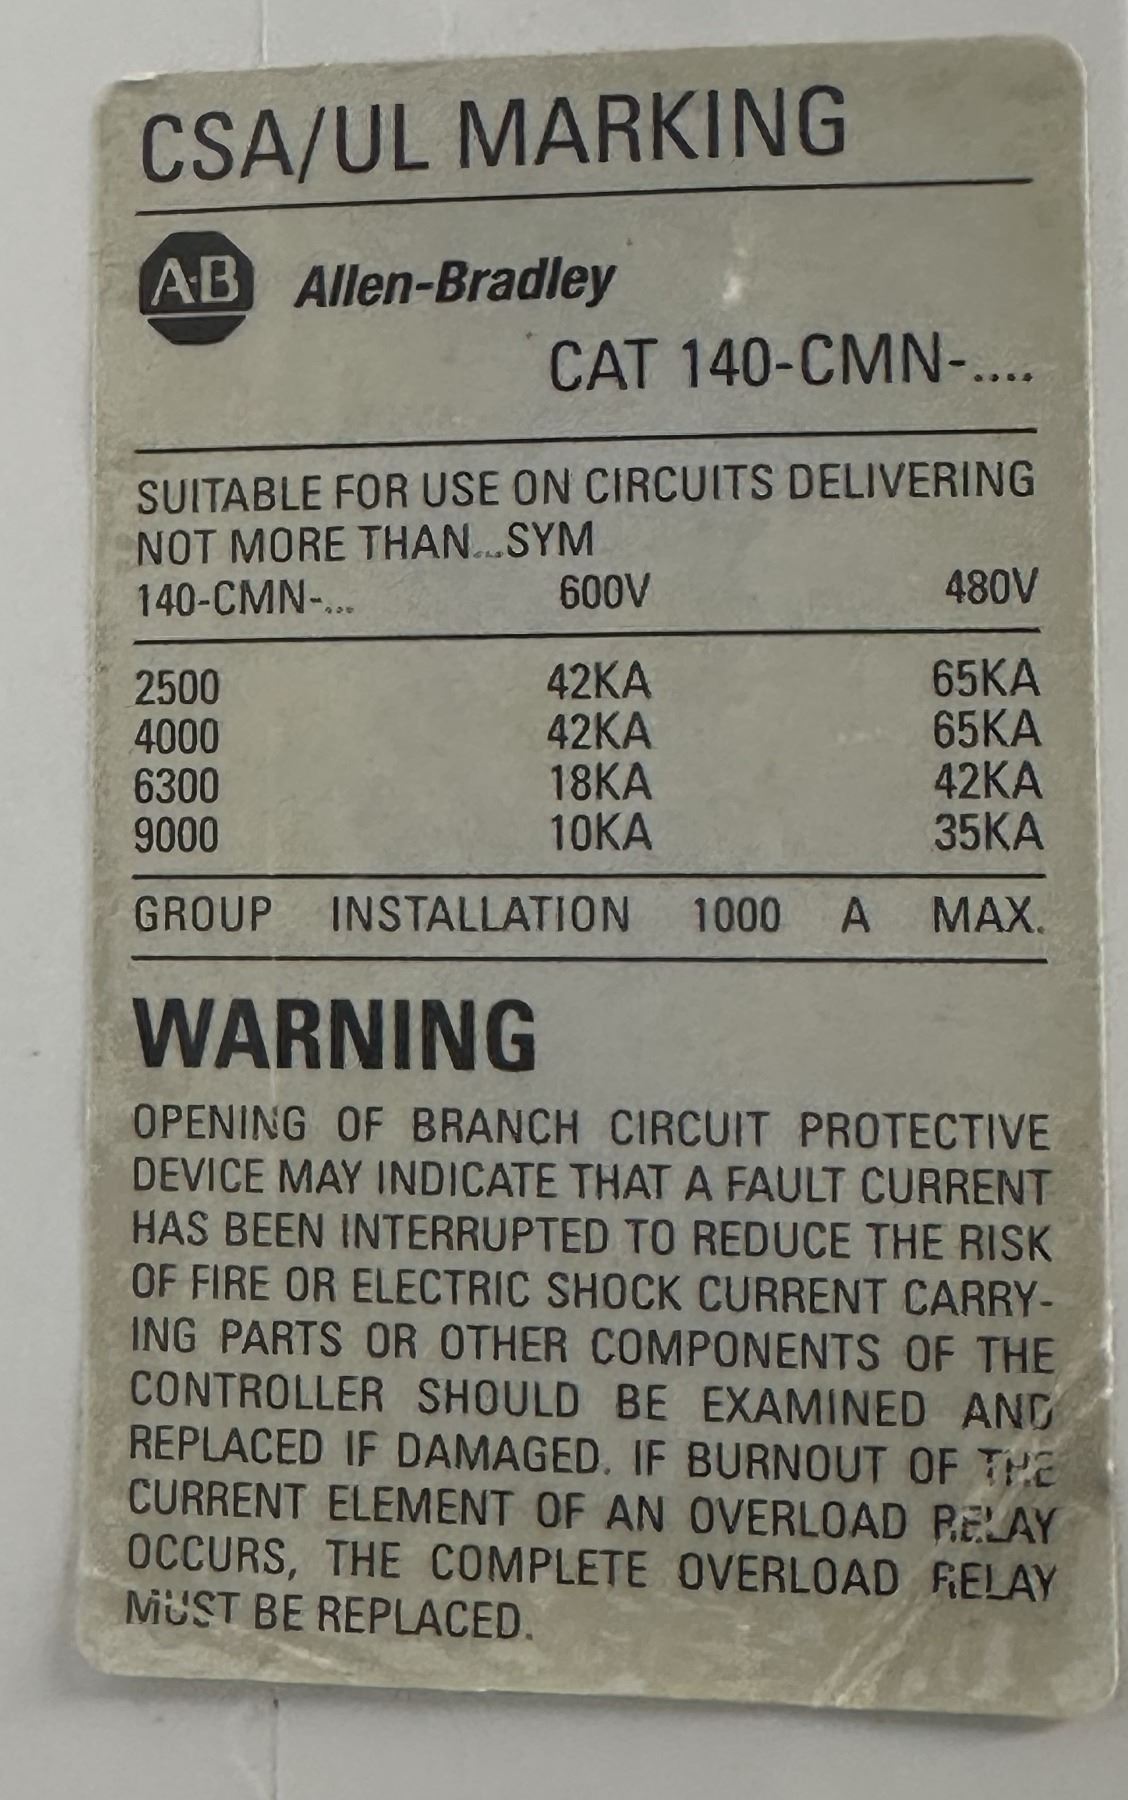 CSA/UL MARKING
AB Allen-Bradley
CAT 140-CMN-....
SUITABLE FOR USE ON CIRCUITS DELIVERING
NOT MORE THAN...SYM
140-CMN-... 600V 480V
2500 42KA 65KA
4000 42KA 65KA
6300 18KA 42KA
9000 10KA 35KA
GROUP INSTALLATION 1000 A MAX.
WARNING
OPENING OF BRANCH CIRCUIT PROTECTIVE
DEVICE MAY INDICATE THAT A FAULT CURRENT
HAS BEEN INTERRUPTED TO REDUCE THE RISK
OF FIRE OR ELECTRIC SHOCK CURRENT CARRY-
ING PARTS OR OTHER COMPONENTS OF THE
CONTROLLER SHOULD BE EXAMINED AND
REPLACED IF DAMAGED. IF BURNOUT OF THE
CURRENT ELEMENT OF AN OVERLOAD RELAY
OCCURS, THE COMPLETE OVERLOAD RELAY
MUST BE REPLACED.